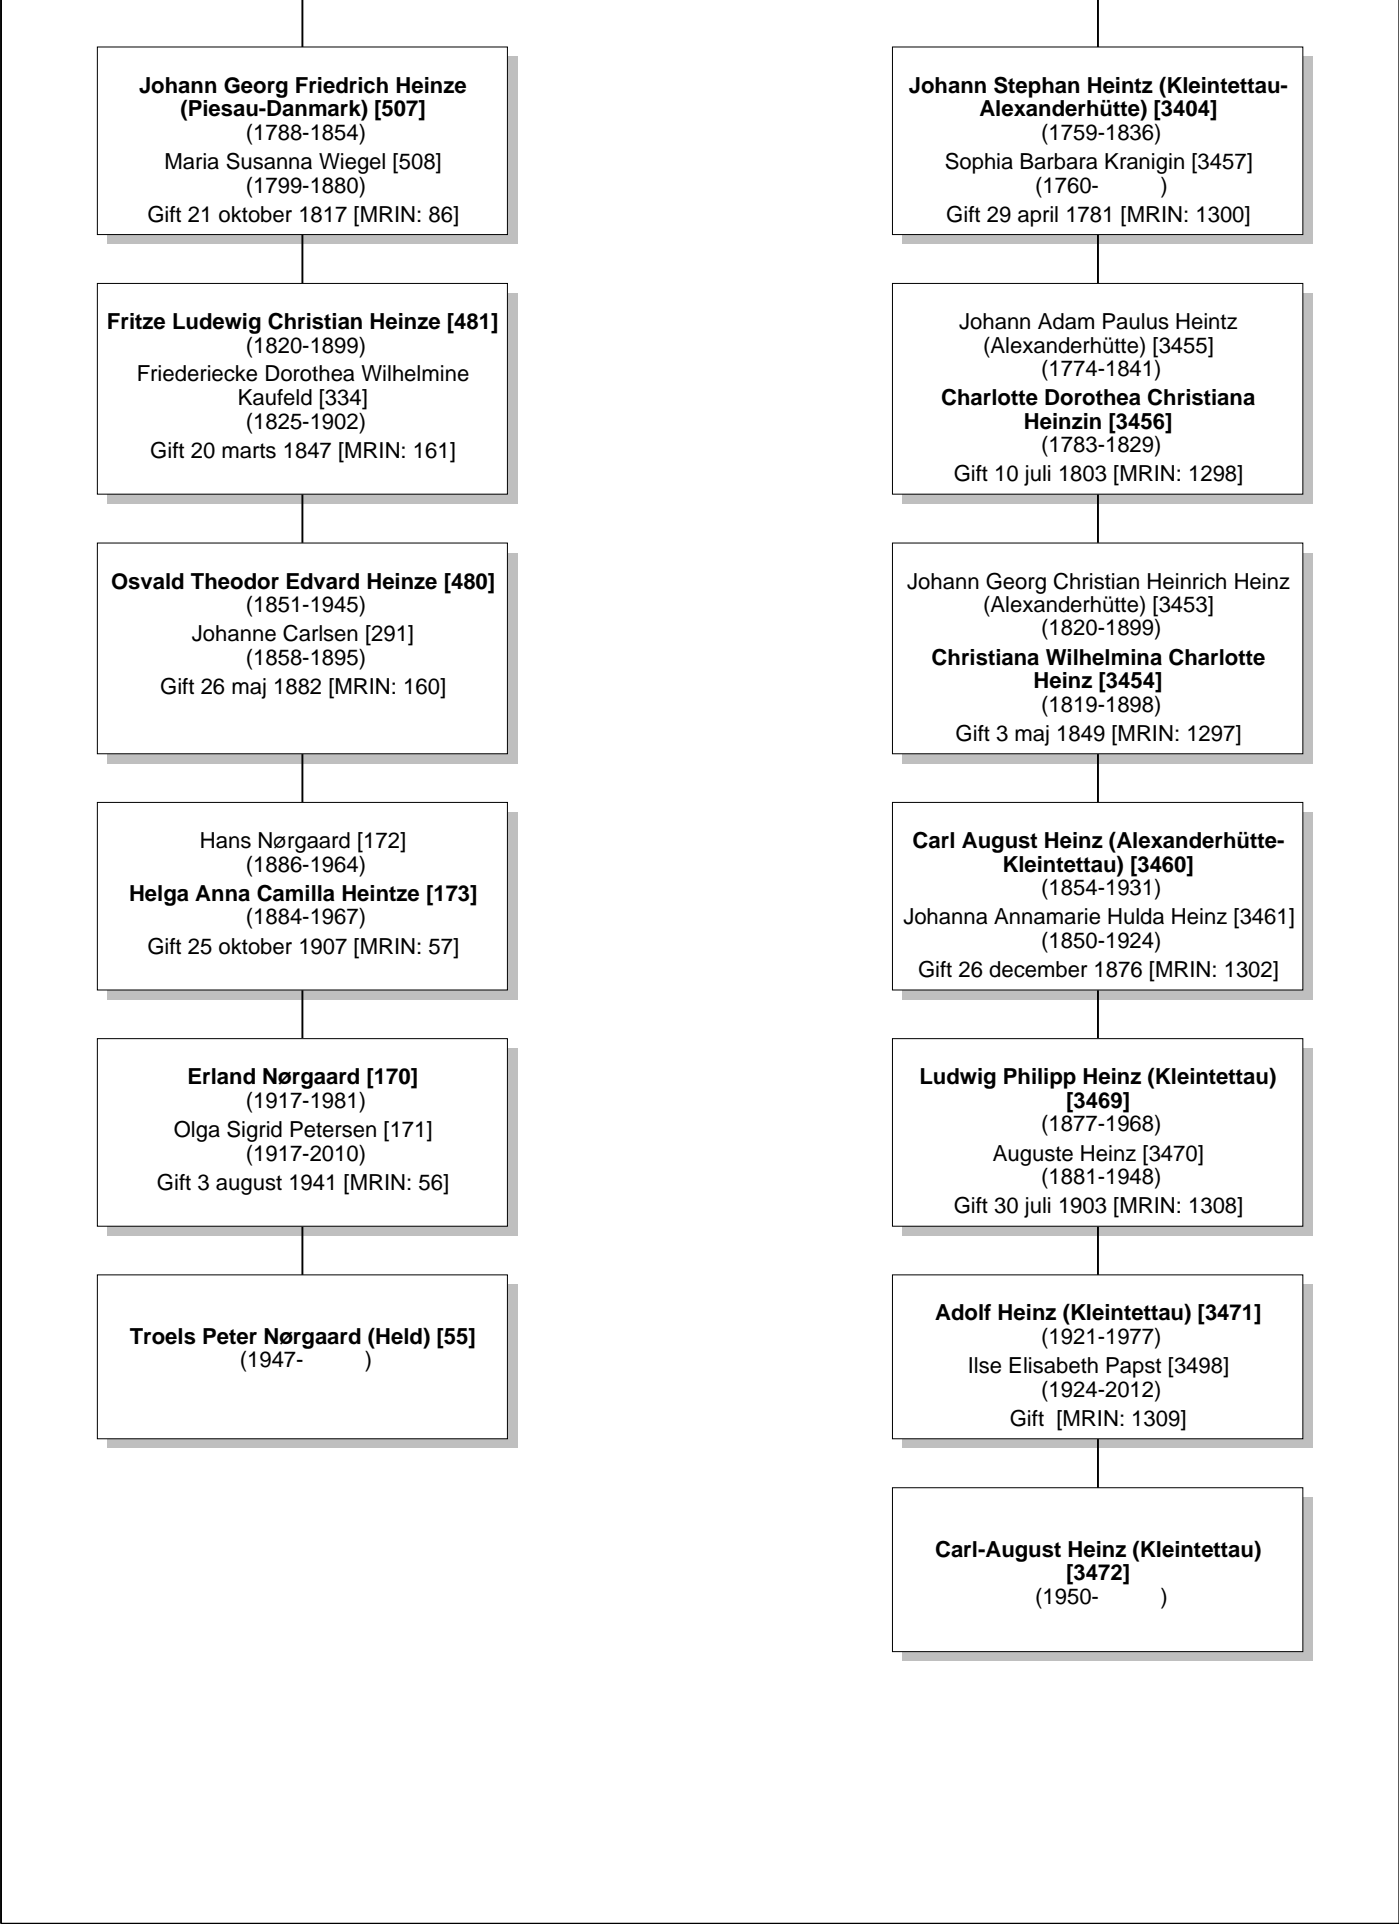 Johann Georg Friedrich Heinze
(Piesau-Danmark) [507]
(1788-1854)
Maria Susanna Wiegel [508]
(1799-1880)
Gift 21 oktober 1817 [MRIN: 86]
Fritze Ludewig Christian Heinze [481]
(1820-1899)
Friederiecke Dorothea Wilhelmine
Kaufeld [334]
(1825-1902)
Gift 20 marts 1847 [MRIN: 161]
Osvald Theodor Edvard Heinze [480]
(1851-1945)
Johanne Carlsen [291]
(1858-1895)
Gift 26 maj 1882 [MRIN: 160]
Hans Nørgaard [172]
(1886-1964)
Helga Anna Camilla Heintze [173]
(1884-1967)
Gift 25 oktober 1907 [MRIN: 57]
Erland Nørgaard [170]
(1917-1981)
Olga Sigrid Petersen [171]
(1917-2010)
Gift 3 august 1941 [MRIN: 56]
Troels Peter Nørgaard (Held) [55]
(1947-          )
Johann Stephan Heintz (Kleintettau-
Alexanderhütte) [3404]
(1759-1836)
Sophia Barbara Kranigin [3457]
(1760-          )
Gift 29 april 1781 [MRIN: 1300]
Johann Adam Paulus Heintz
(Alexanderhütte) [3455]
(1774-1841)
Charlotte Dorothea Christiana
Heinzin [3456]
(1783-1829)
Gift 10 juli 1803 [MRIN: 1298]
Johann Georg Christian Heinrich Heinz
(Alexanderhütte) [3453]
(1820-1899)
Christiana Wilhelmina Charlotte
Heinz [3454]
(1819-1898)
Gift 3 maj 1849 [MRIN: 1297]
Carl August Heinz (Alexanderhütte-
Kleintettau) [3460]
(1854-1931)
Johanna Annamarie Hulda Heinz [3461]
(1850-1924)
Gift 26 december 1876 [MRIN: 1302]
Ludwig Philipp Heinz (Kleintettau)
[3469]
(1877-1968)
Auguste Heinz [3470]
(1881-1948)
Gift 30 juli 1903 [MRIN: 1308]
Adolf Heinz (Kleintettau) [3471]
(1921-1977)
Ilse Elisabeth Papst [3498]
(1924-2012)
Gift  [MRIN: 1309]
Carl-August Heinz (Kleintettau)
[3472]
(1950-          )